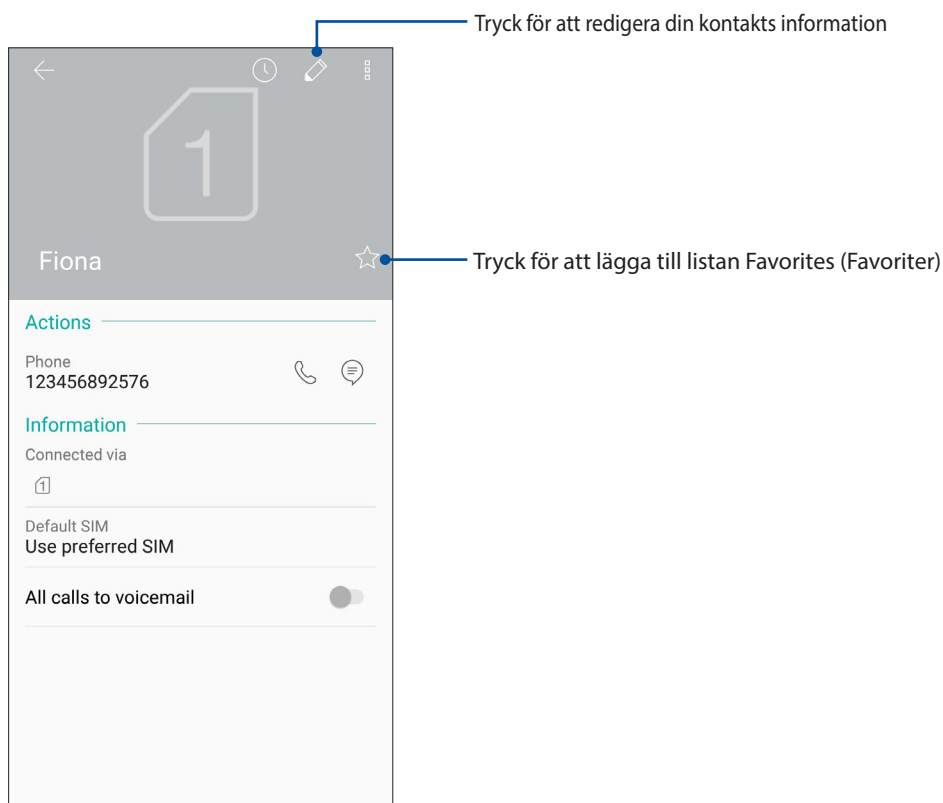 Tryck för att redigera din kontakts information
1
Fiona
Tryck för att lägga till listan Favorites (Favoriter)
Actions
Phone
123456892576
Information
Connected via
1
Default SIM
Use preferred SIM
All calls to voicemail